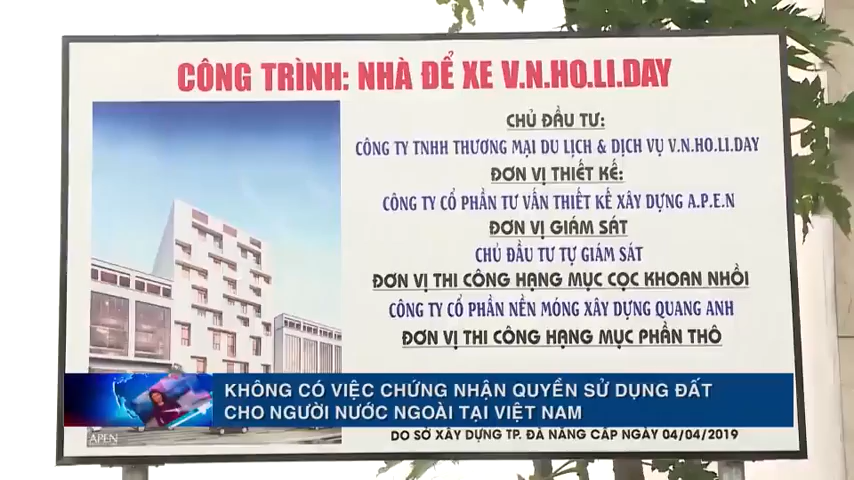 CÔNG TRÌNH: NHÀ ĐỂ XE V.N.HO.LI.DAY
CHỦ ĐẦU TƯ:
CÔNG TY TNHH THƯƠNG MẠI DU LỊCH & DỊCH VỤ V.N.HO.LI.DAY
ĐƠN VỊ THIẾT KẾ:
CÔNG TY CỔ PHẦN TƯ VẤN THIẾT KẾ XÂY DỰNG A.P.E.N
ĐƠN VỊ GIÁM SÁT
CHỦ ĐẦU TƯ TỰ GIÁM SÁT
ĐƠN VỊ THI CÔNG HẠNG MỤC CỌC KHOAN NHỒI
CÔNG TY CỔ PHẦN NỀN MÓNG XÂY DỰNG QUANG ANH
ĐƠN VỊ THI CÔNG HẠNG MỤC PHẦN THÔ
KHÔNG CÓ VIỆC CHỨNG NHẬN QUYỀN SỬ DỤNG ĐẤT
CHO NGƯỜI NƯỚC NGOÀI TẠI VIỆT NAM
APEN
DO SỞ XÂY DỰNG TP. ĐÀ NẴNG CẤP NGÀY 04/04/2019